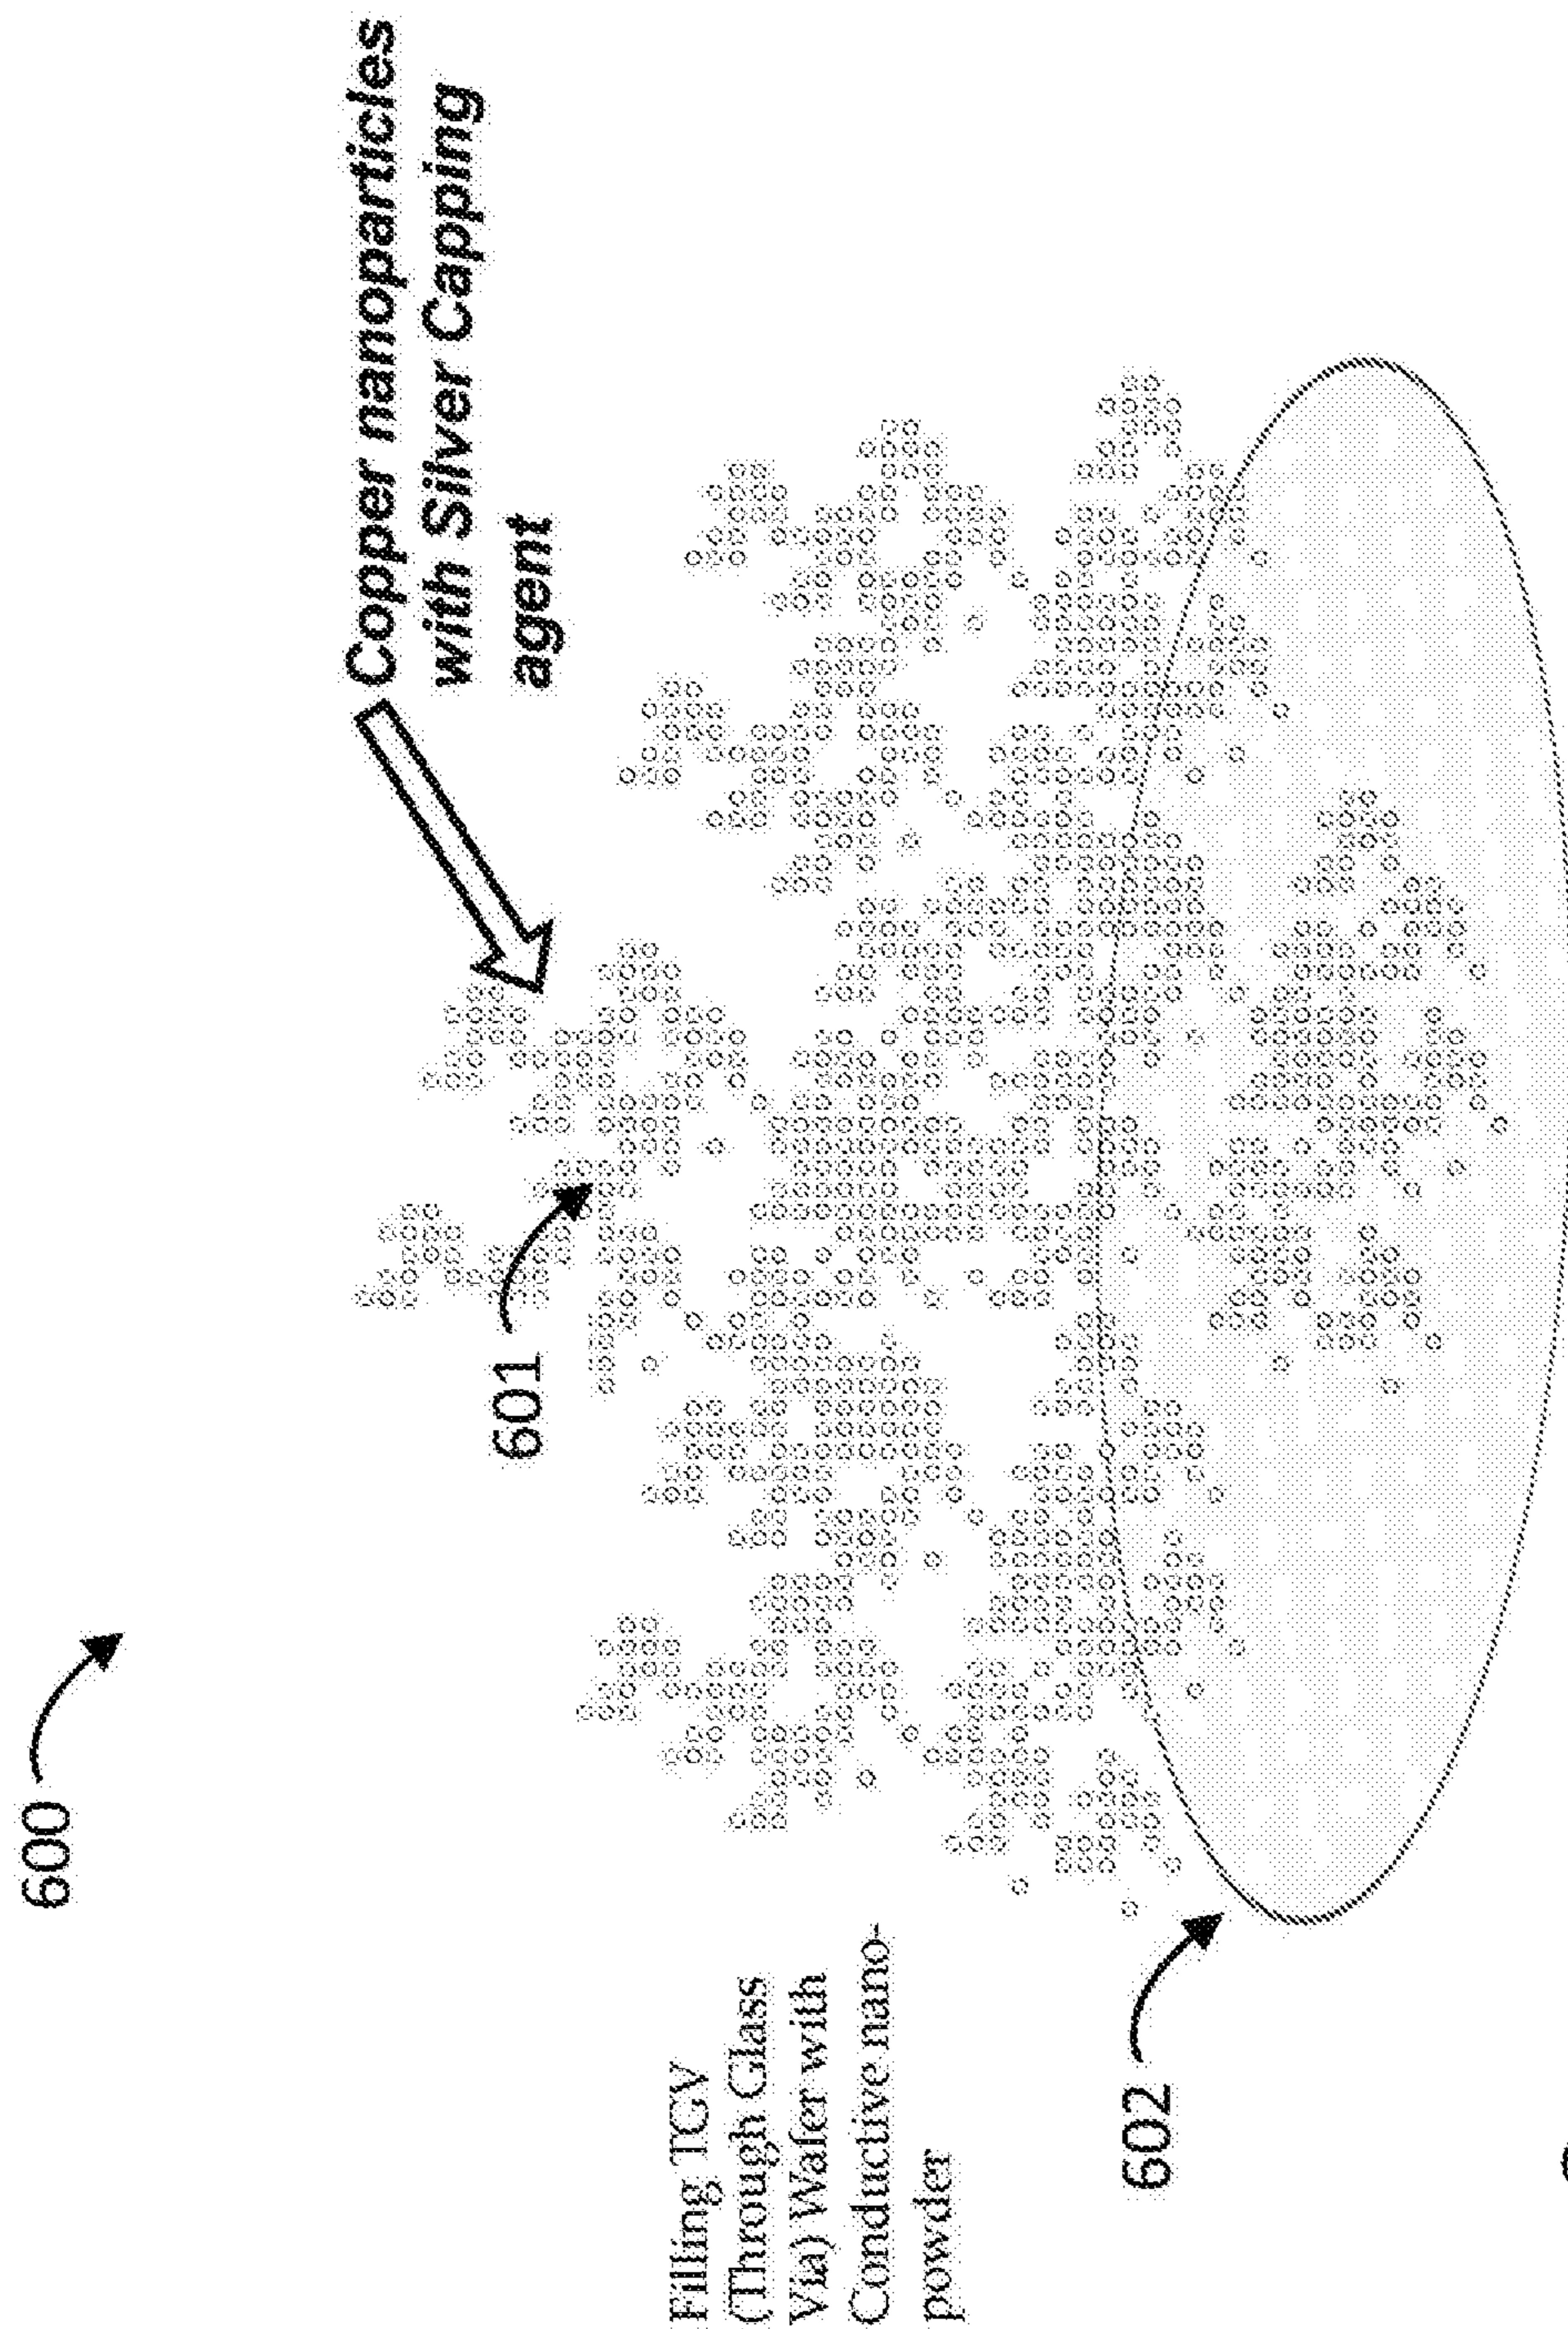 600
Copper nanoparticles
with Silver Capping
agent
601
Filling TGV
(Through Glass
Via) Wafer with
Conductive nano-
powder
602